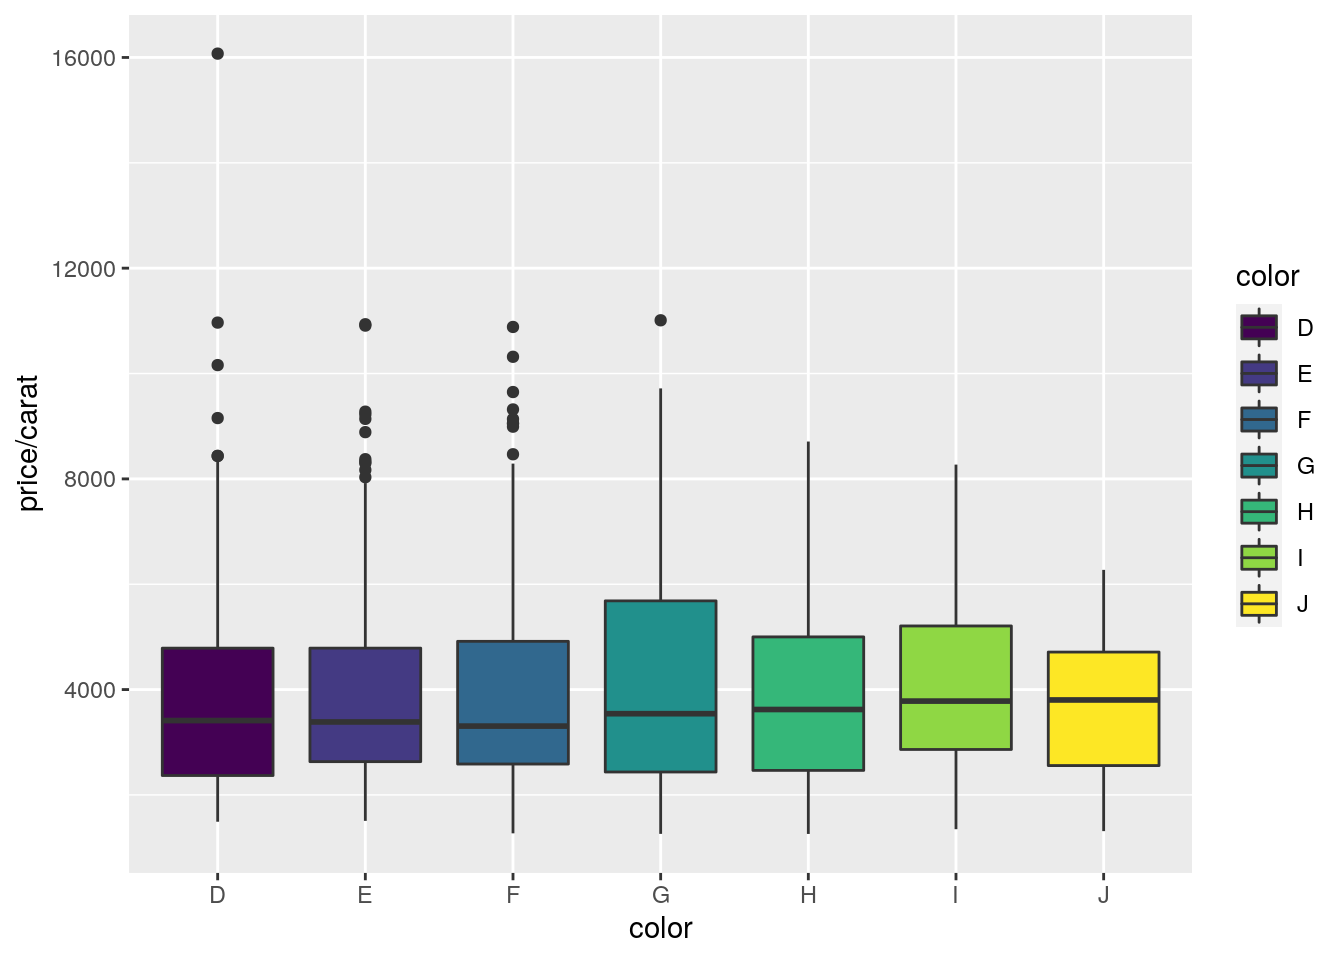 16000
12000
8000
4000
price/carat
D E F G H I J
color
color
D
E
F
G
H
I
J